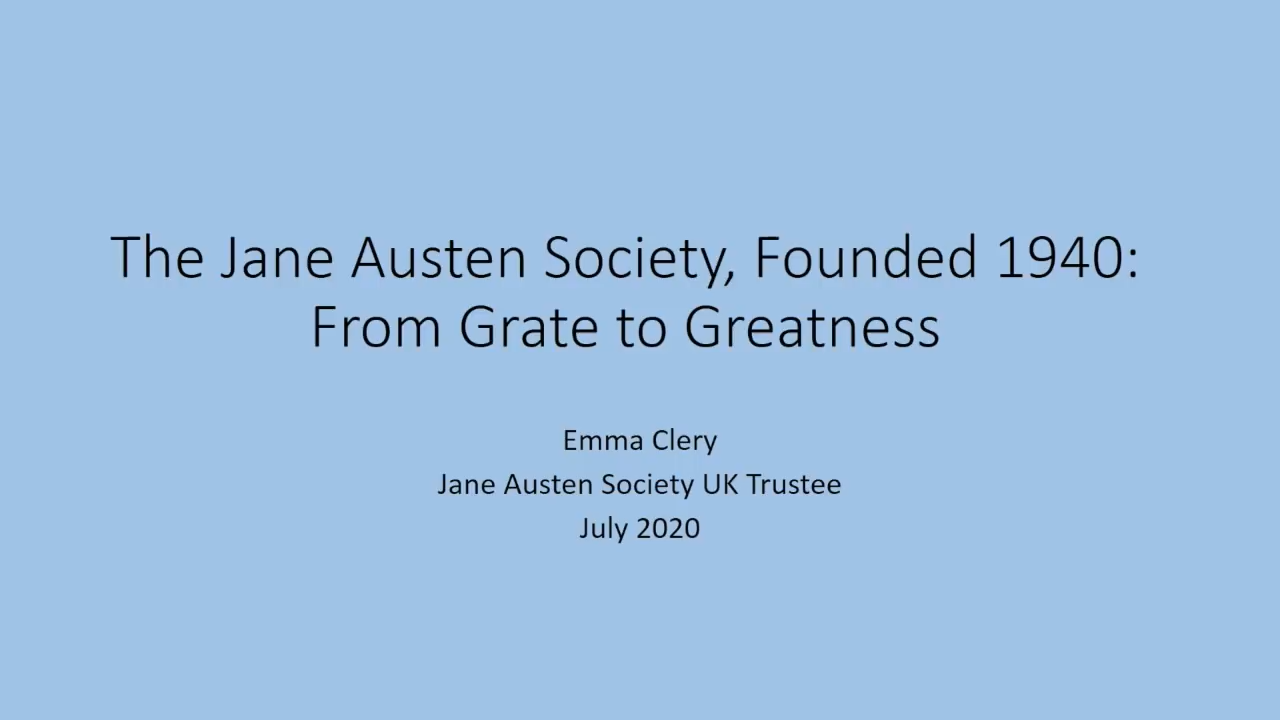 The Jane Austen Society, Founded 1940:
From Grate to Greatness
Emma Clery
Jane Austen Society UK Trustee
July 2020